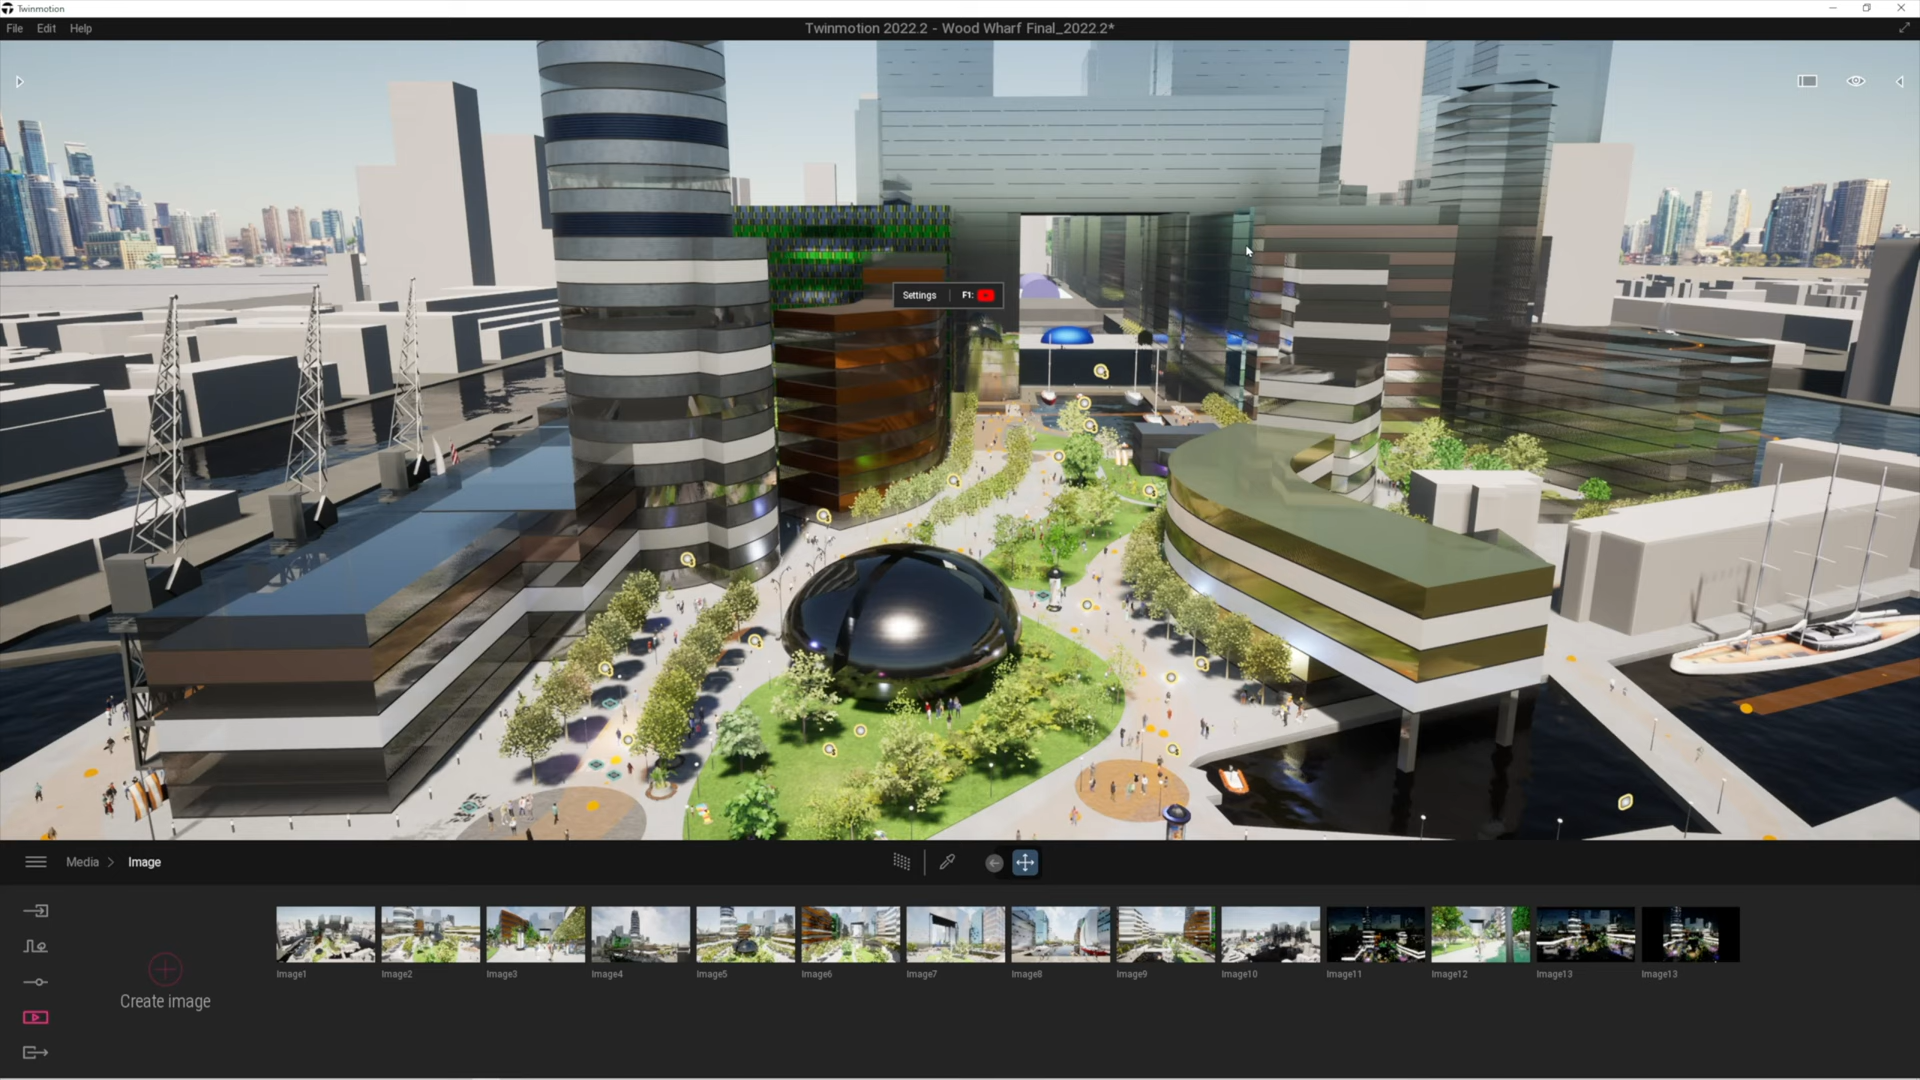 Twinmotion
File Edit Help
Twinmotion 2022.2 - Wood Wharf Final_2022.2*
Settings F1:
Media > Image
Create image
Image1 Image2 Image3 Image4 Image5 Image6 Image7 Image8 Image9 Image10 Image11 Image12 Image13 Image13